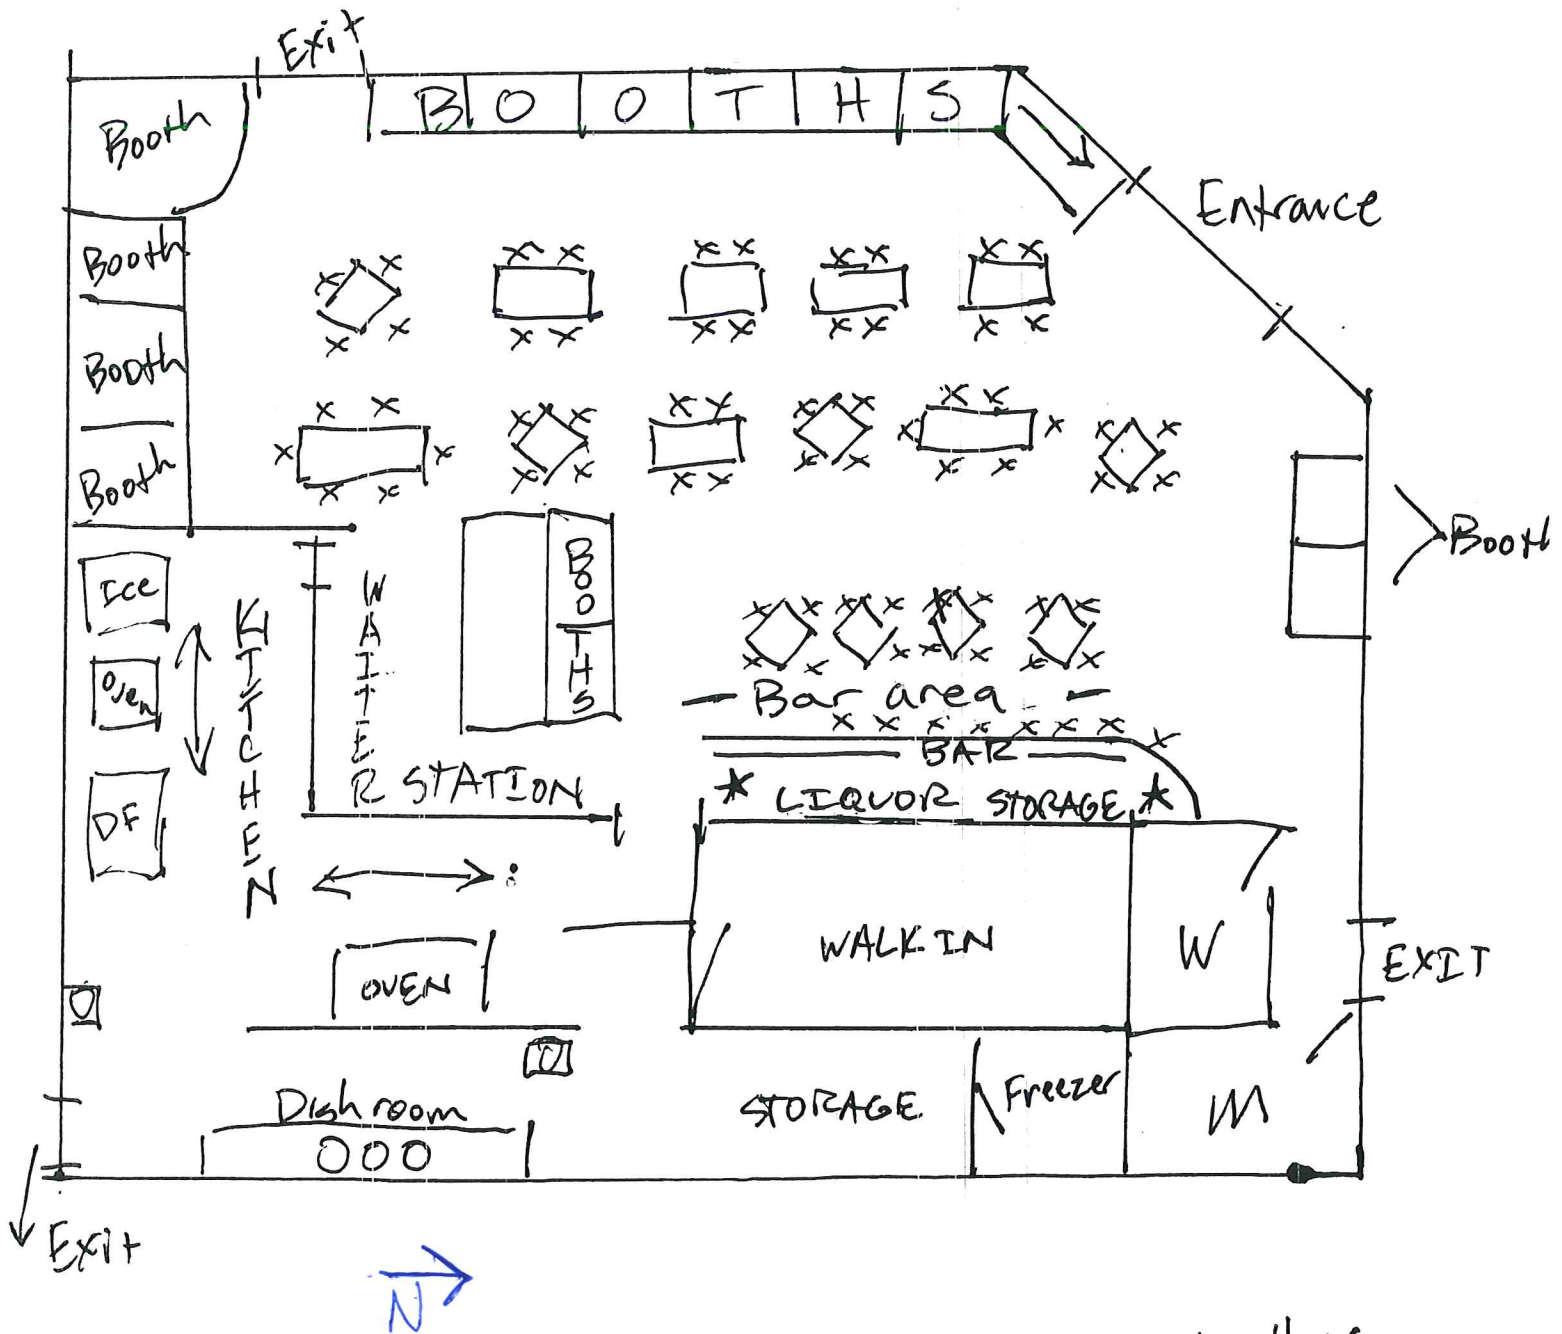 Exit
Booth
BOOTHS
Entrance
Booth
Booth
Booth
BOOTHS
Booth
Ice
Oven
DF
KITCHEN
WAITER STATION
Bar area
BAR
★ LIQUOR STORAGE ★
WALK IN
W
EXIT
OVEN
Dishroom
OOO
STORAGE
Freezer
M
Exit
N